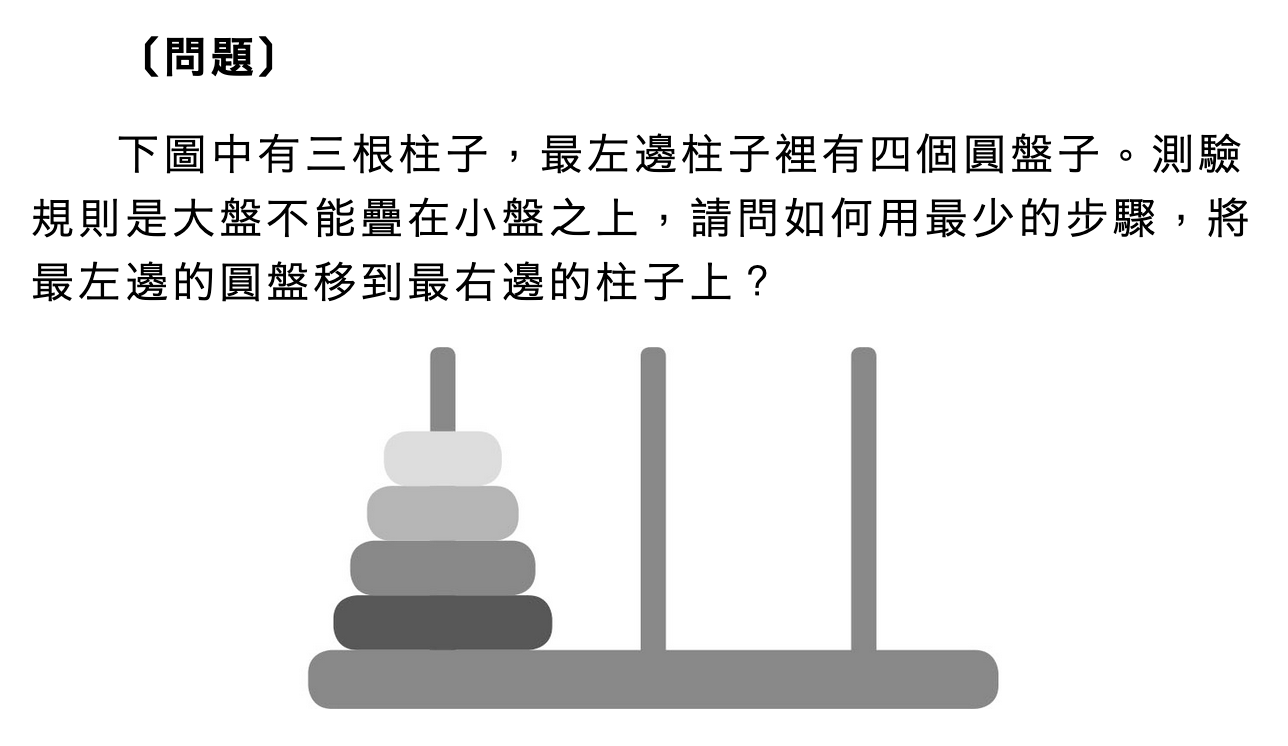 〔問題〕
下圖中有三根柱子，最左邊柱子裡有四個圓盤子。測驗
規則是大盤不能疊在小盤之上，請問如何用最少的步驟，將
最左邊的圓盤移到最右邊的柱子上？